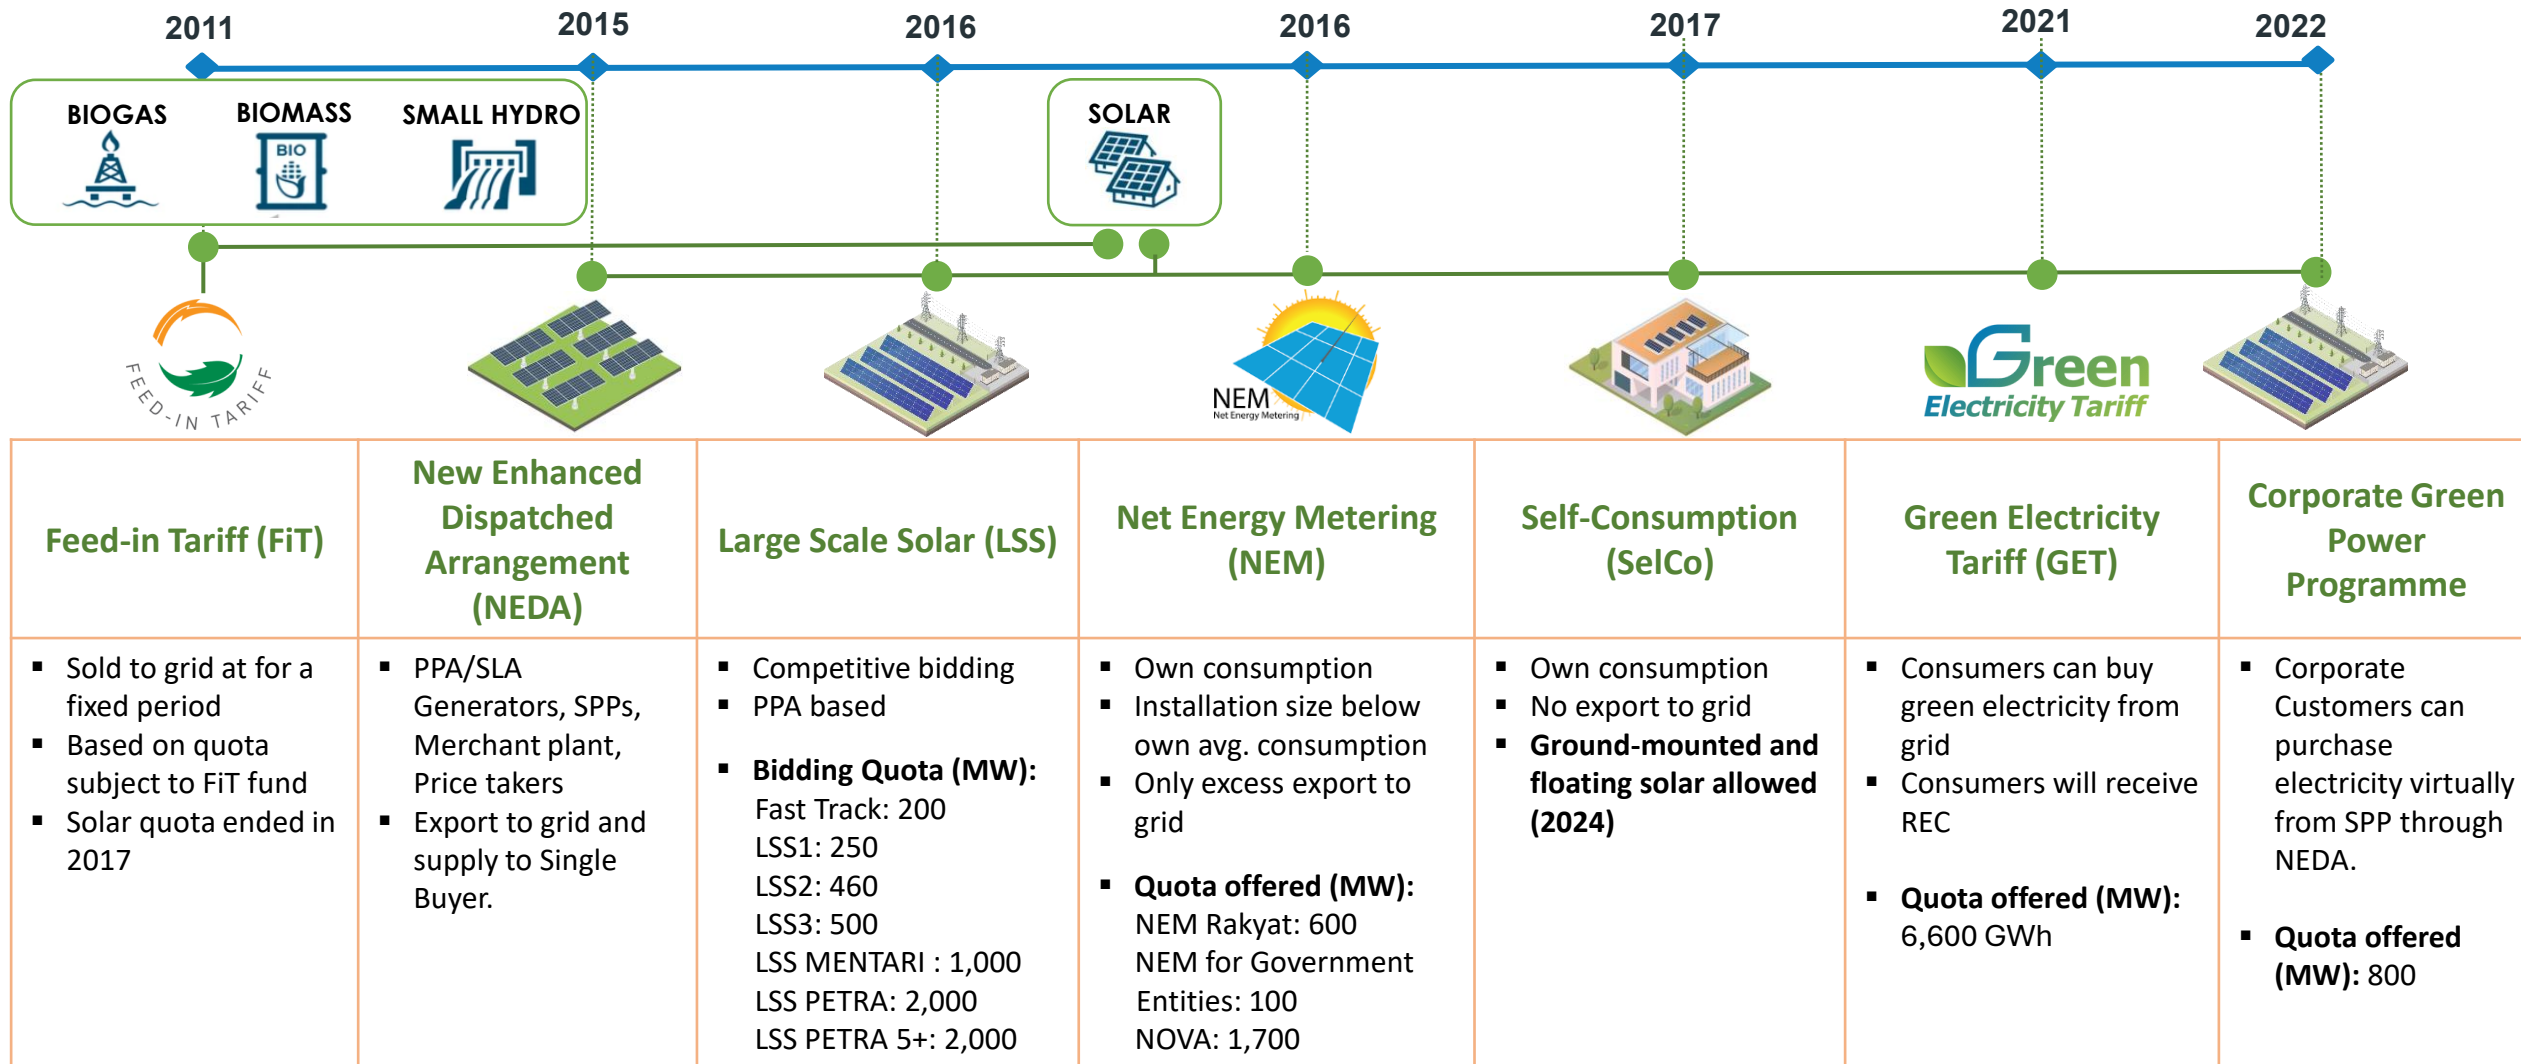 2011
2015
2016
2016
2017
2021
2022
BIOGAS
BIOMASS
SMALL HYDRO
SOLAR
BIO
FEED-IN TARIFF
NEM
Net Energy Metering
Green
Electricity Tariff
Feed-in Tariff (FiT)
New Enhanced
Dispatched
Arrangement
(NEDA)
Large Scale Solar (LSS)
Net Energy Metering
(NEM)
Self-Consumption
(SelCo)
Green Electricity
Tariff (GET)
Corporate Green
Power
Programme
▪ Sold to grid at for a
fixed period
▪ Based on quota
subject to FiT fund
▪ Solar quota ended in
2017
▪ PPA/SLA
Generators, SPPs,
Merchant plant,
Price takers
▪ Export to grid and
supply to Single
Buyer.
▪ Competitive bidding
▪ PPA based
▪ Bidding Quota (MW):
Fast Track: 200
LSS1: 250
LSS2: 460
LSS3: 500
LSS MENTARI : 1,000
LSS PETRA: 2,000
LSS PETRA 5+: 2,000
▪ Own consumption
▪ Installation size below
own avg. consumption
▪ Only excess export to
grid
▪ Quota offered (MW):
NEM Rakyat: 600
NEM for Government
Entities: 100
NOVA: 1,700
▪ Own consumption
▪ No export to grid
▪ Ground-mounted and
floating solar allowed
(2024)
▪ Consumers can buy
green electricity from
grid
▪ Consumers will receive
REC
▪ Quota offered (MW):
6,600 GWh
▪ Corporate
Customers can
purchase
electricity virtually
from SPP through
NEDA.
▪ Quota offered
(MW): 800